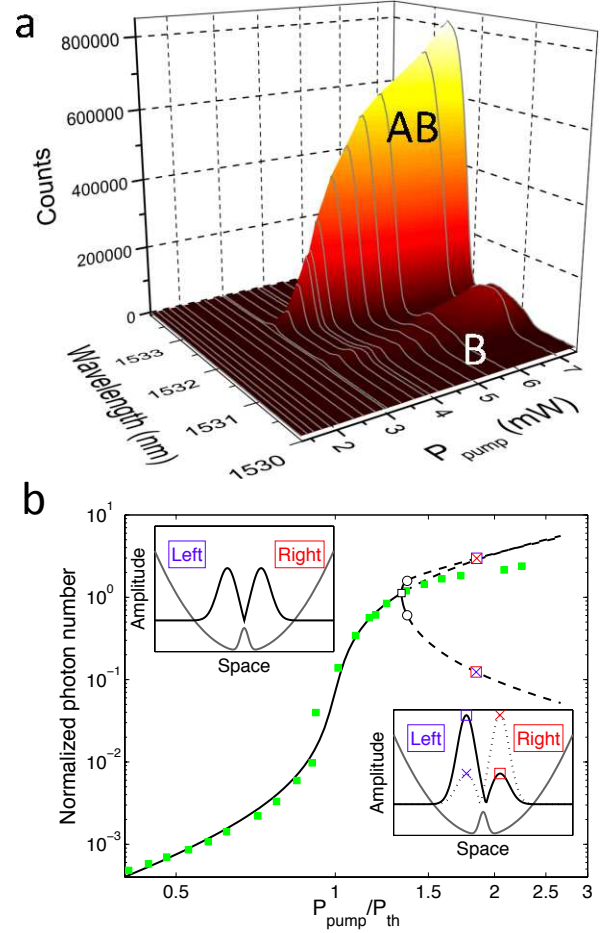 a
800000
600000
400000
200000
0
Counts
AB
B
1533
1532
1531
1530
Wavelength (nm)
2
3
4
5
6
7
P pump (mW)
b
10^1
10^0
10^-1
10^-2
10^-3
Normalized photon number
Left
Right
Amplitude
Space
Left
Right
Amplitude
Space
0.5
1
1.5
2
2.5
3
P_pump/P_th